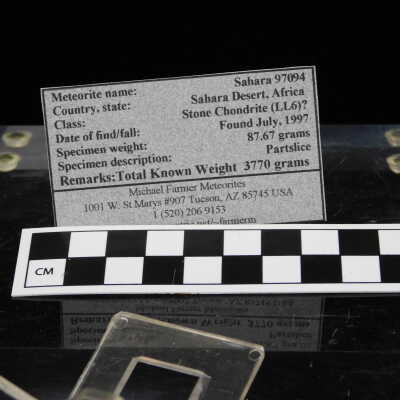 Meteorite name: Sahara 97094
Country, state: Sahara Desert, Africa
Class: Stone Chondrite (LL6)?
Date of find/fall: Found July, 1997
Specimen weight: 87.67 grams
Specimen description: Partslice
Remarks:Total Known Weight 3770 grams
Michael Farmer Meteorites
1001 W. St Marys #907 Tucson, AZ 85745 USA
1 (520) 206 9153
CM